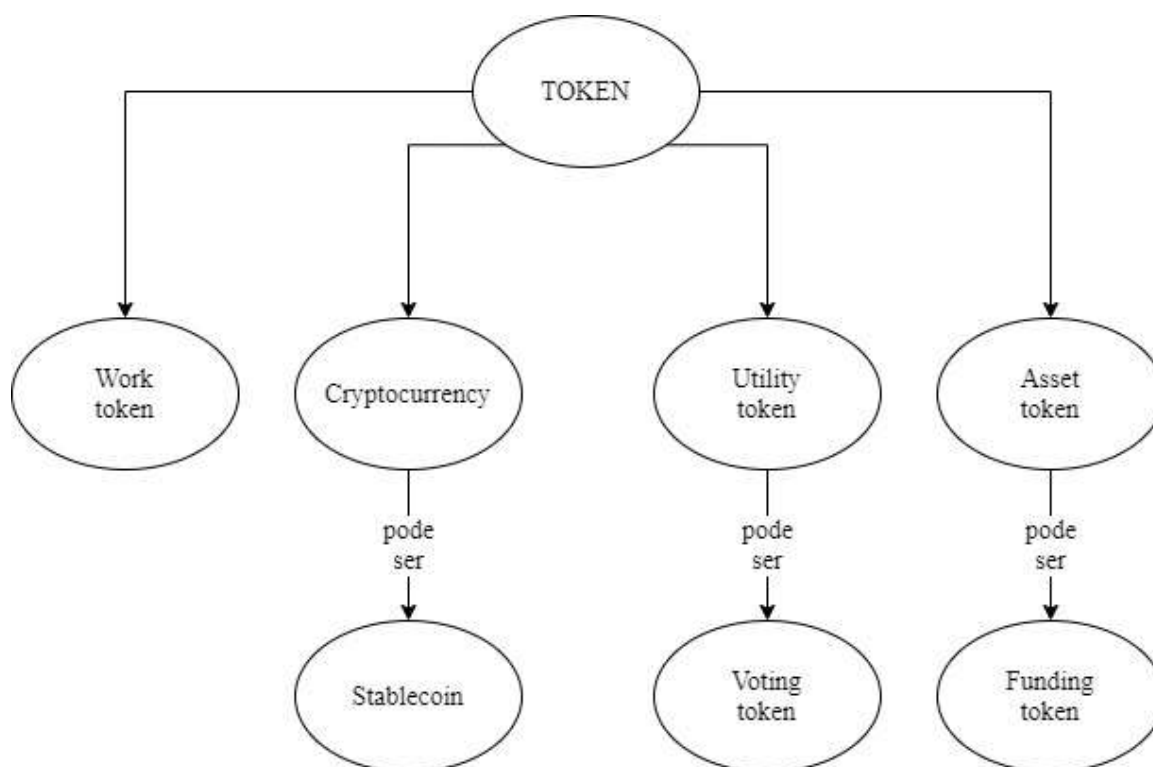 TOKEN
Work
token
Cryptocurrency
Utility
token
Asset
token
pode
ser
pode
ser
pode
ser
Stablecoin
Voting
token
Funding
token